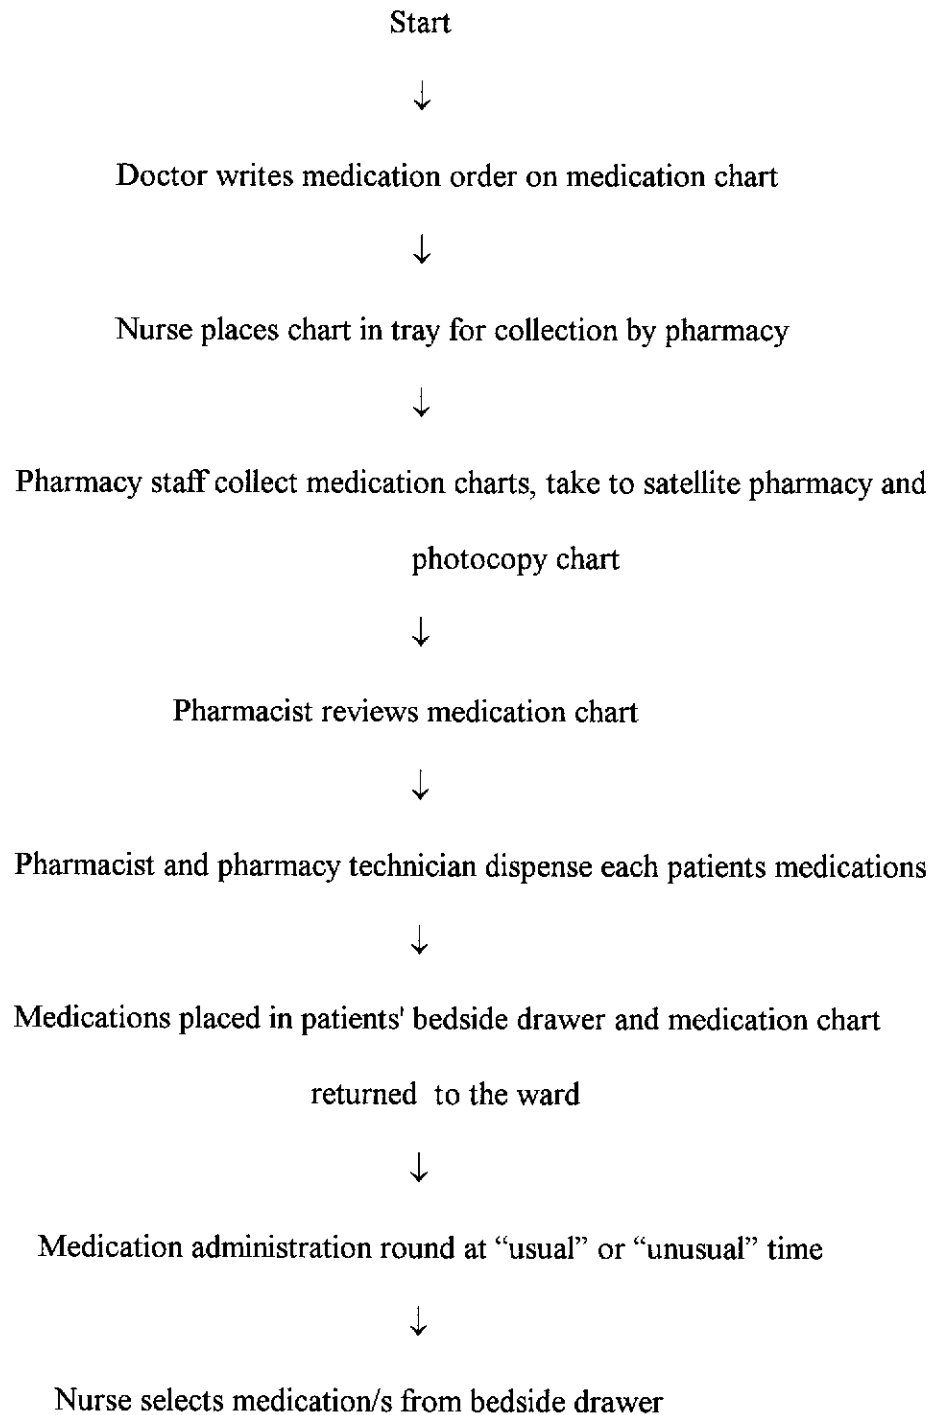 Start
↓
Doctor writes medication order on medication chart
↓
Nurse places chart in tray for collection by pharmacy
↓
Pharmacy staff collect medication charts, take to satellite pharmacy and
photocopy chart
↓
Pharmacist reviews medication chart
↓
Pharmacist and pharmacy technician dispense each patients medications
↓
Medications placed in patients' bedside drawer and medication chart
returned to the ward
↓
Medication administration round at “usual” or “unusual” time
↓
Nurse selects medication/s from bedside drawer